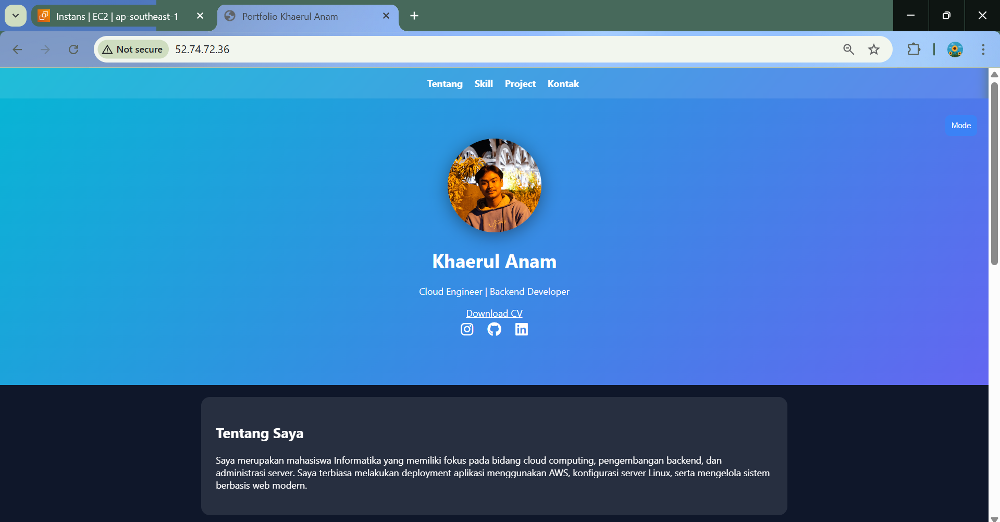 Instans | EC2 | ap-southeast-1
Portfolio Khaerul Anam
Not secure
52.74.72.36
Tentang Skill Project Kontak
Mode
Khaerul Anam
Cloud Engineer | Backend Developer
Download CV
Tentang Saya
Saya merupakan mahasiswa Informatika yang memiliki fokus pada bidang cloud computing, pengembangan backend, dan
administrasi server. Saya terbiasa melakukan deployment aplikasi menggunakan AWS, konfigurasi server Linux, serta mengelola sistem
berbasis web modern.